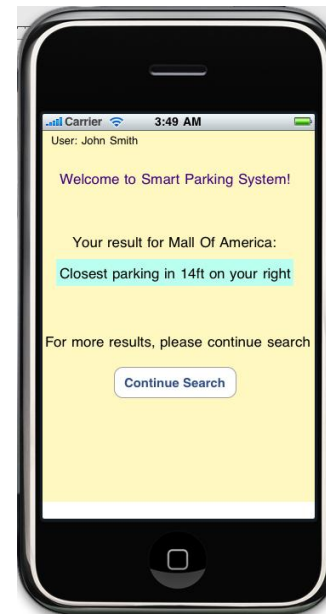 Carrier 3:49 AM
User: John Smith
Welcome to Smart Parking System!
Your result for Mall Of America:
Closest parking in 14ft on your right
For more results, please continue search
Continue Search